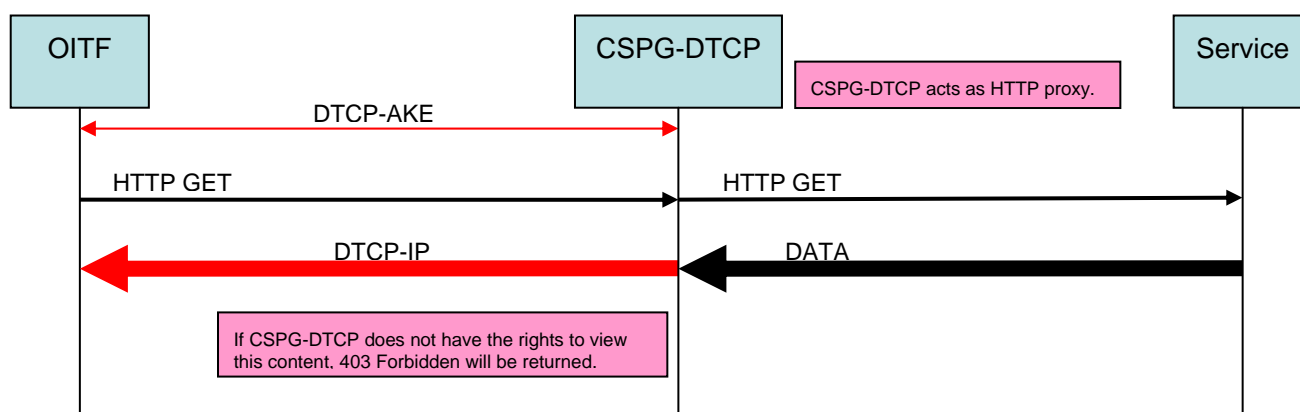 OITF
CSPG-DTCP
Service
CSPG-DTCP acts as HTTP proxy.
DTCP-AKE
HTTP GET
HTTP GET
DTCP-IP
DATA
If CSPG-DTCP does not have the rights to view
this content, 403 Forbidden will be returned.